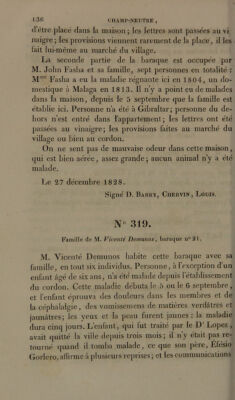 136 CHAMP-NEUTRE,
d'être placé dans la maison; les lettres sont passées au vi
naigre; les provisions viennent rarement de la place, il les
fait lui-même au marché du village.
La seconde partie de la baraque est occupée par
M. John Fasha et sa famille, sept personnes en totalité:
Mme Fasha a eu la maladie régnante ici en 1804, un do-
mestique à Malaga en 1813. Il n'y a point eu de malades
dans la maison, depuis le 5 septembre que la famille est
établie ici. Personne n'a été à Gibraltar; personne du de-
hors n'est entré dans l'appartement; les lettres ont été
passées au vinaigre; les provisions faites au marché du
village ou bien au cordon.
On ne sent pas de mauvaise odeur dans cette maison,
qui est bien aérée, assez grande; aucun animal n'y a été
malade.
Le 27 décembre 1828.
Signé D. Barry, Chervin, Louis.
N° 319.
Famille de M. Vicenté Demunos, baraque n° 31.
M. Vicenté Demunos habite cette baraque avec sa
famille, en tout six individus. Personne, à l'exception d'un
enfant âgé de six ans, n'a été malade depuis l'établissement
du cordon. Cette maladie débuta le 5 ou le 6 septembre,
et l'enfant éprouva des douleurs dans les membres et de
la céphalalgie, des vomissemens de matières verdâtres et
jaunâtres; les yeux et la peau furent jaunes; la maladie
dura cinq jours. L'enfant, qui fut traité par le Dr Lopes,
avait quitté la ville depuis trois mois; il n'y était pas re-
tourné quand il tomba malade, ce que son père, Elésio
Gorfero, affirme à plusieurs reprises; et les communications